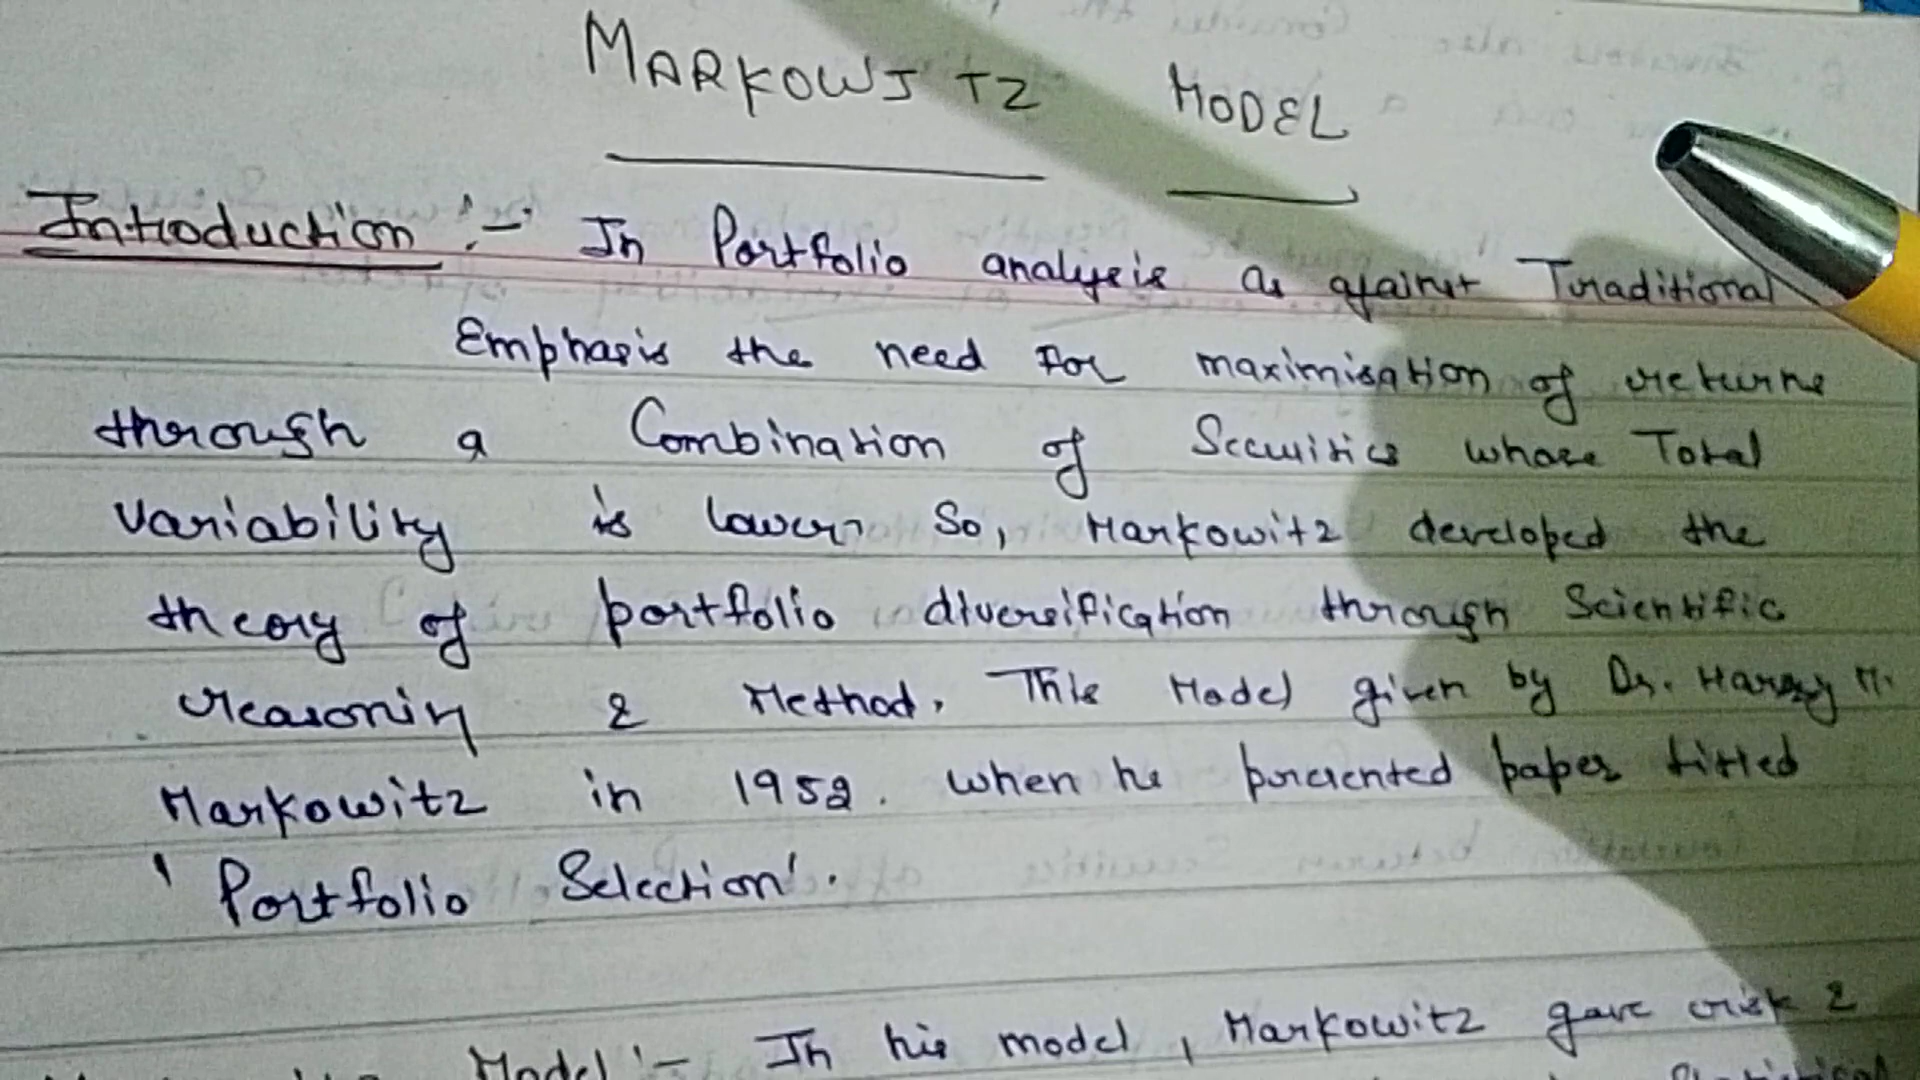 MARKOWITZ MODEL
Introduction :- In Portfolio analysis as against Traditional
Emphasis the need for maximisation of returns
through a Combination of Securities whose Total
variability is lower. So, Markowitz developed the
theory of portfolio diversification through Scientific
reasoning & Method. This Model given by Dr. Harry M.
Markowitz in 1952. when he presented paper titled
' Portfolio Selection'.
Model :- In his model, Markowitz gave risk &